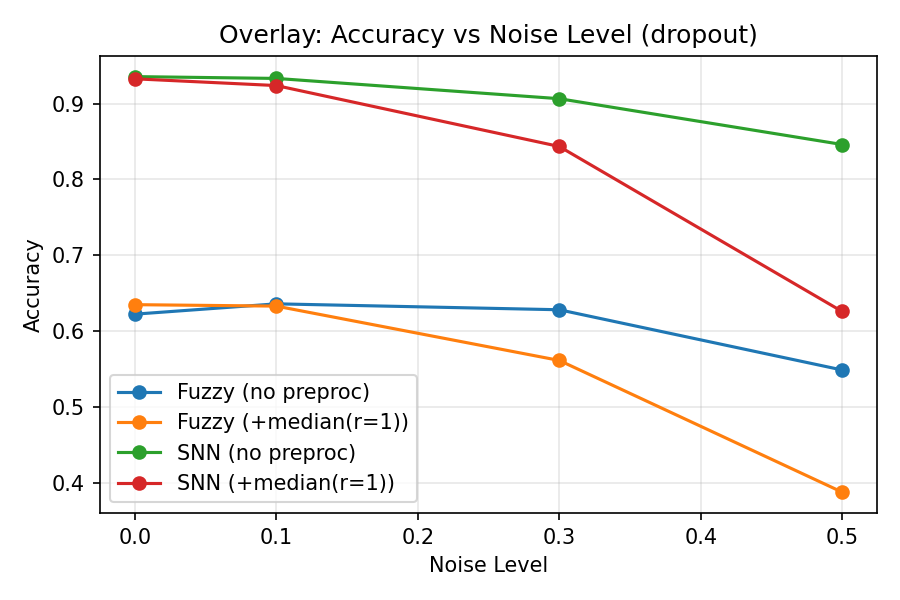 Overlay: Accuracy vs Noise Level (dropout)
Accuracy
0.9
0.8
0.7
0.6
0.5
0.4
Fuzzy (no preproc)
Fuzzy (+median(r=1))
SNN (no preproc)
SNN (+median(r=1))
0.0 0.1 0.2 0.3 0.4 0.5
Noise Level